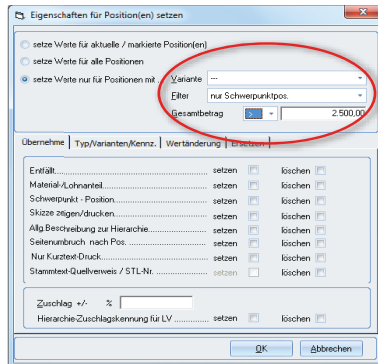 Eigenschaften für Position(en) setzen
setze Werte für aktuelle / markierte Position(en)
setze Werte für alle Positionen
setze Werte nur für Positionen mit ... Variante ---
Filter nur Schwerpunktpos.
Gesamtbetrag > 2.500,00
Übernehme Typ/Varianten/Kennz. Wertänderung Ersetzen
Entfällt setzen löschen
Material-/Lohnanteil setzen löschen
Schwerpunkt - Position setzen löschen
Skizze zeigen/drucken setzen löschen
Allg.Beschreibung zur Hierarchie setzen löschen
Seitenumbruch nach Pos. setzen löschen
Nur Kurztext-Druck setzen löschen
Stammtext-Quellverweis / STL-Nr. setzen löschen
Zuschlag +/- %
Hierarchie-Zuschlagskennung für LV setzen löschen
OK Abbrechen